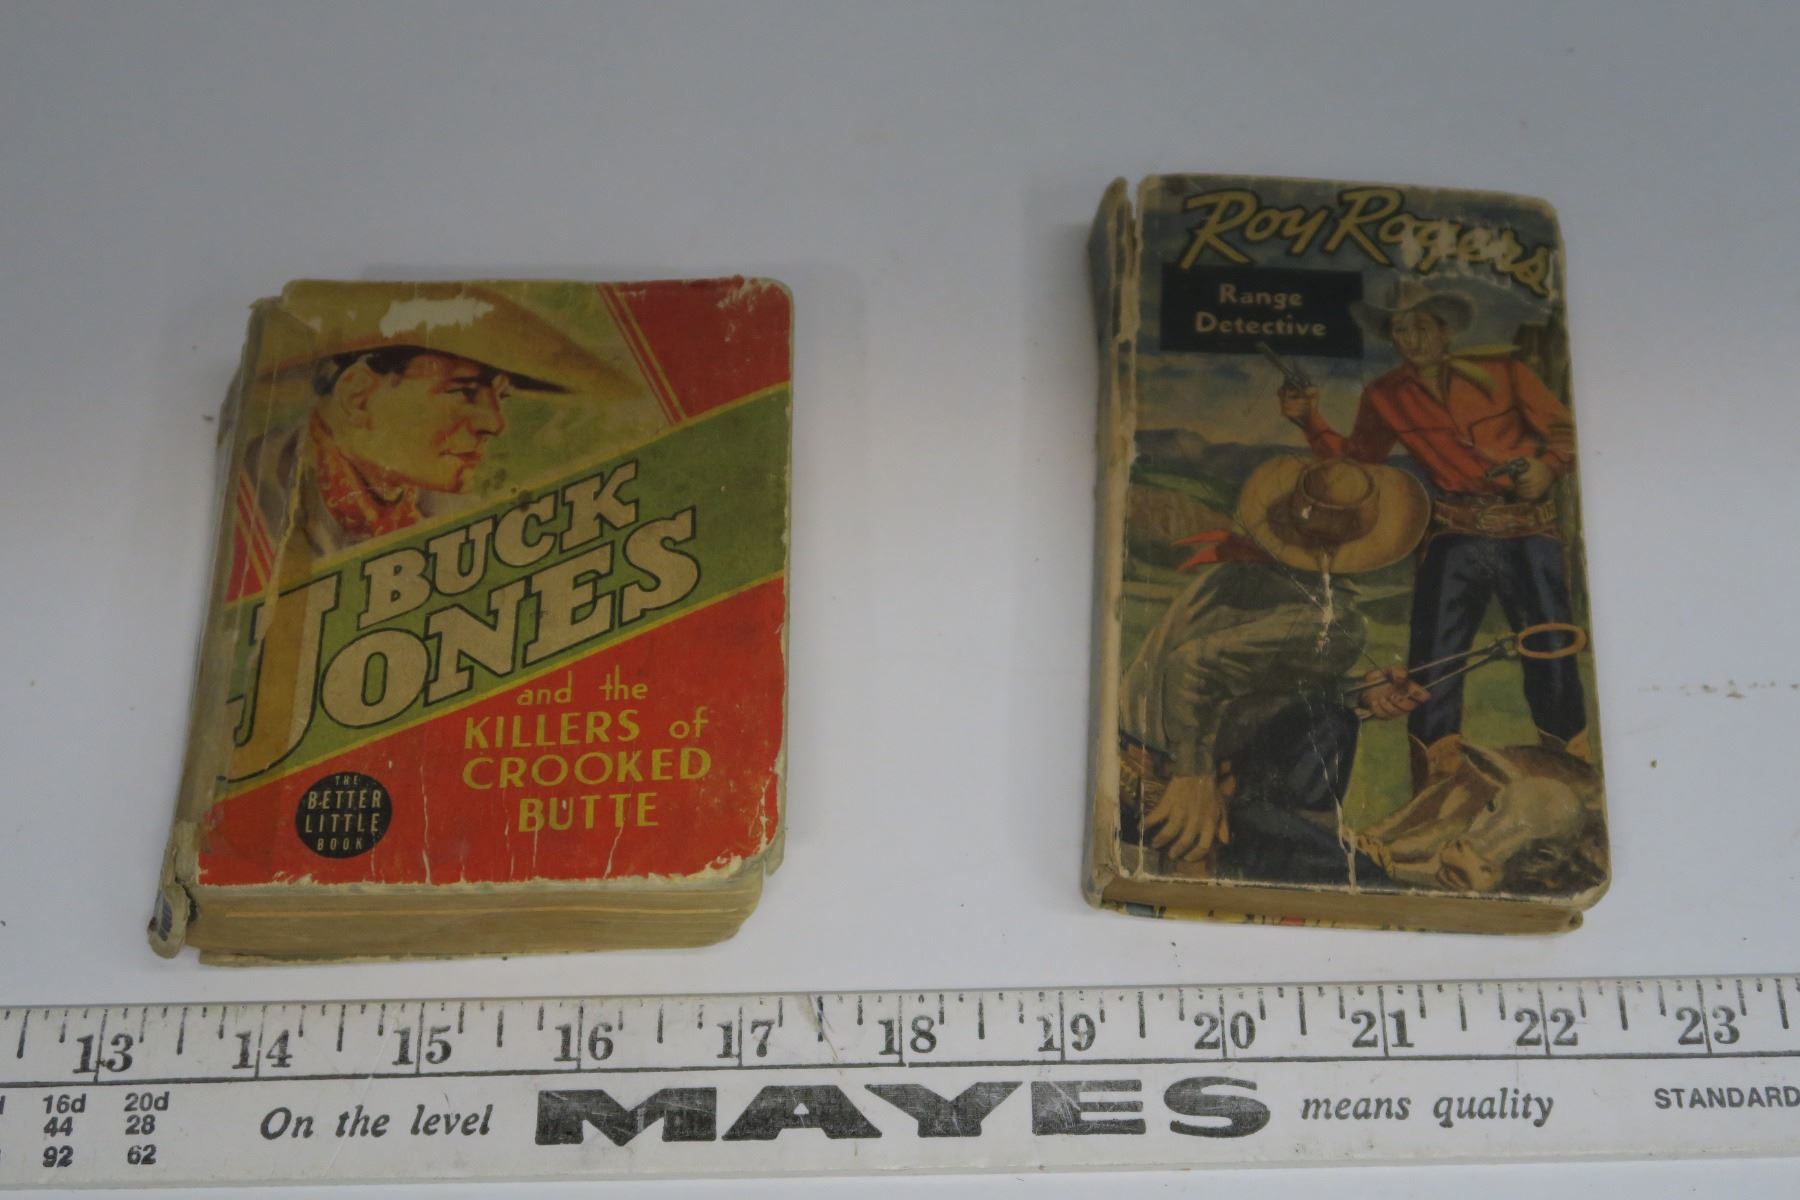 BUCK
JONES
and the
KILLERS of
CROOKED
BUTTE
THE
BETTER
LITTLE
BOOK
Roy Rogers
Range
Detective
13 14 15 16 17 18 19 20 21 22 23
16d 20d
44 28
92 62
On the level MAYES means quality STANDARD